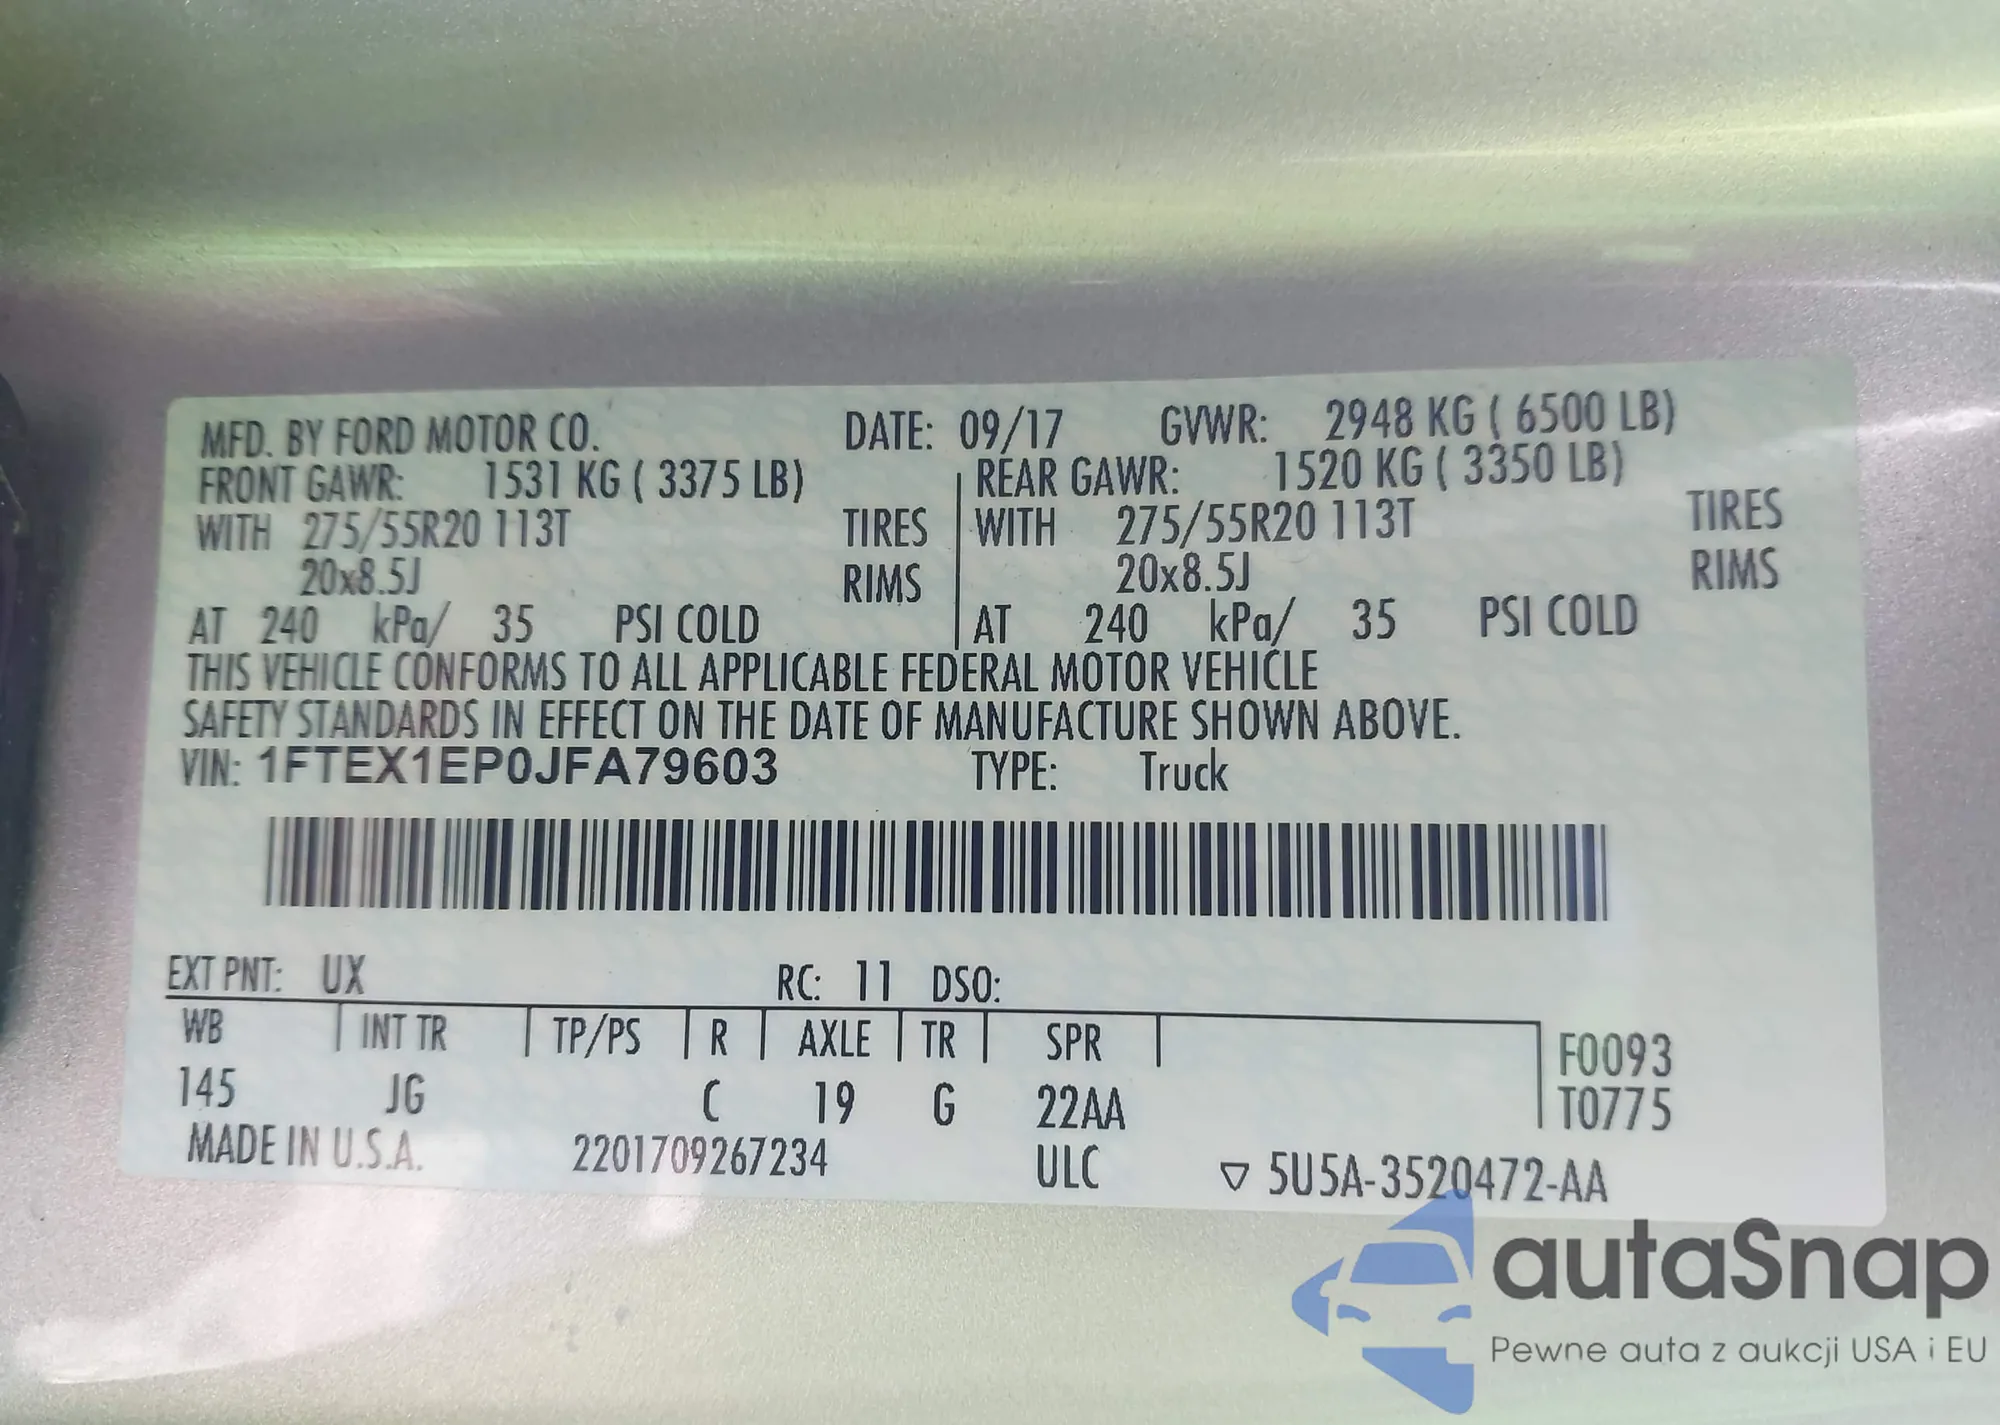 MFD. BY FORD MOTOR CO. DATE: 09/17 GVWR: 2948 KG ( 6500 LB)
FRONT GAWR: 1531 KG ( 3375 LB) REAR GAWR: 1520 KG ( 3350 LB)
WITH 275/55R20 113T TIRES WITH 275/55R20 113T TIRES
20x8.5J RIMS 20x8.5J RIMS
AT 240 kPa/ 35 PSI COLD AT 240 kPa/ 35 PSI COLD
THIS VEHICLE CONFORMS TO ALL APPLICABLE FEDERAL MOTOR VEHICLE
SAFETY STANDARDS IN EFFECT ON THE DATE OF MANUFACTURE SHOWN ABOVE.
VIN: 1FTEX1EP0JFA79603 TYPE: Truck
EXT PNT: UX RC: 11 DSO:
WB INT TR TP/PS R AXLE TR SPR F0093
145 JG C 19 G 22AA T0775
MADE IN U.S.A. 2201709267234 ULC ▽ 5U5A-3520472-AA
autaSnap
Pewne auta z aukcji USA i EU